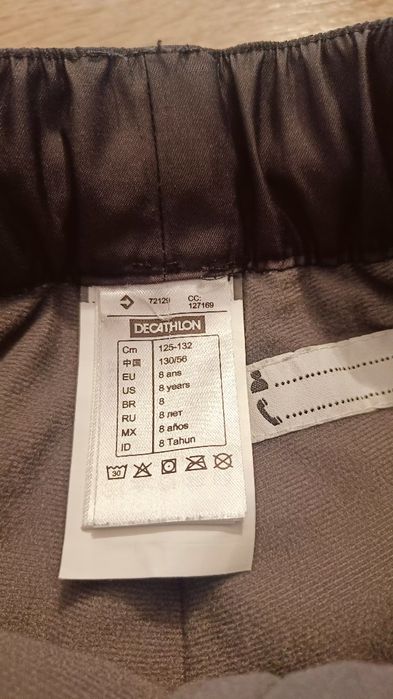 72129 CC: 127169
DECATHLON
Cm 125-132
中国 130/56
EU 8 ans
US 8 years
BR 8
RU 8 лет
MX 8 años
ID 8 Tahun
30